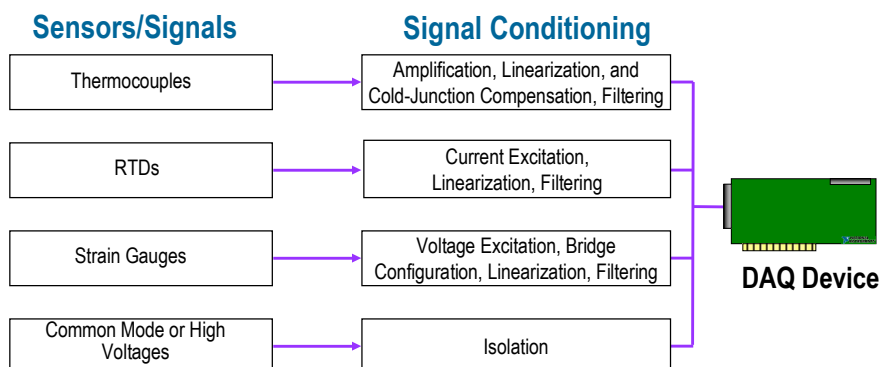 Sensors/Signals
Signal Conditioning
Thermocouples
Amplification, Linearization, and
Cold-Junction Compensation, Filtering
RTDs
Current Excitation,
Linearization, Filtering
Strain Gauges
Voltage Excitation, Bridge
Configuration, Linearization, Filtering
DAQ Device
Common Mode or High
Voltages
Isolation